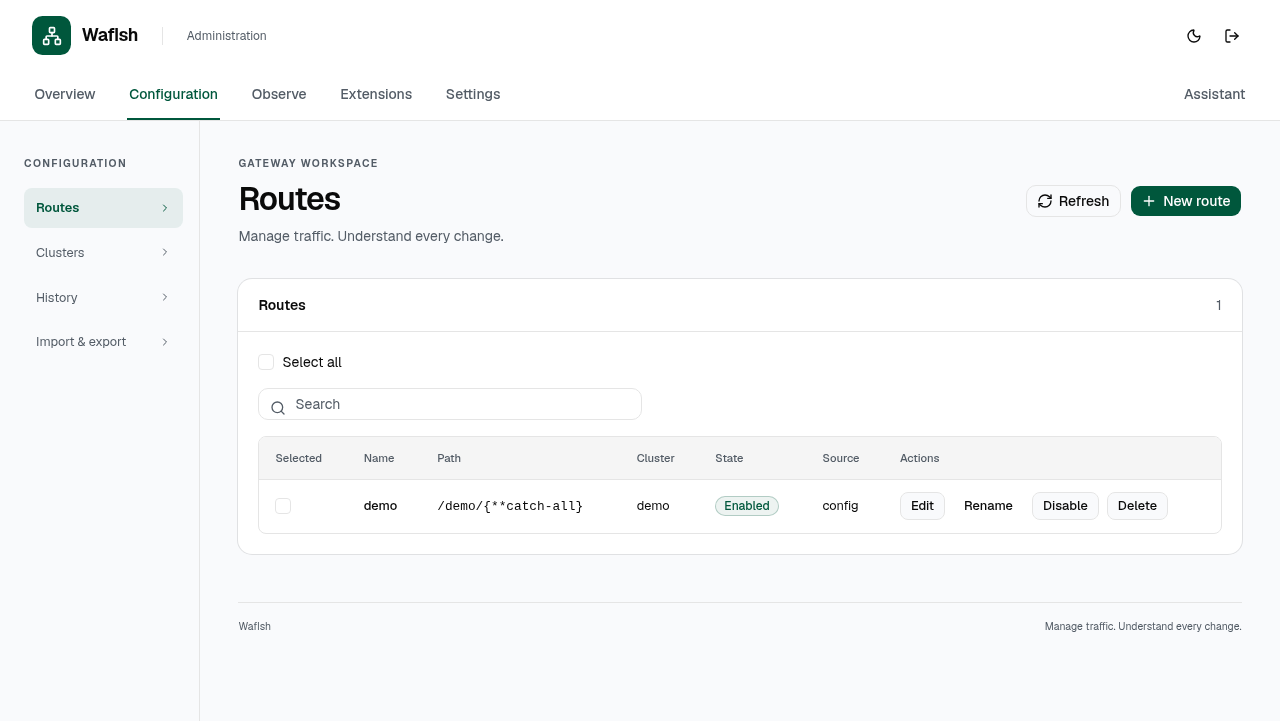 Wafish
Administration
Overview Configuration Observe Extensions Settings Assistant
CONFIGURATION
Routes
Clusters
History
Import & export
GATEWAY WORKSPACE
Routes
Manage traffic. Understand every change.
Refresh
New route
Routes 1
Select all
Search
Selected Name Path Cluster State Source Actions
demo /demo/{**catch-all} demo Enabled config Edit Rename Disable Delete
Wafish Manage traffic. Understand every change.